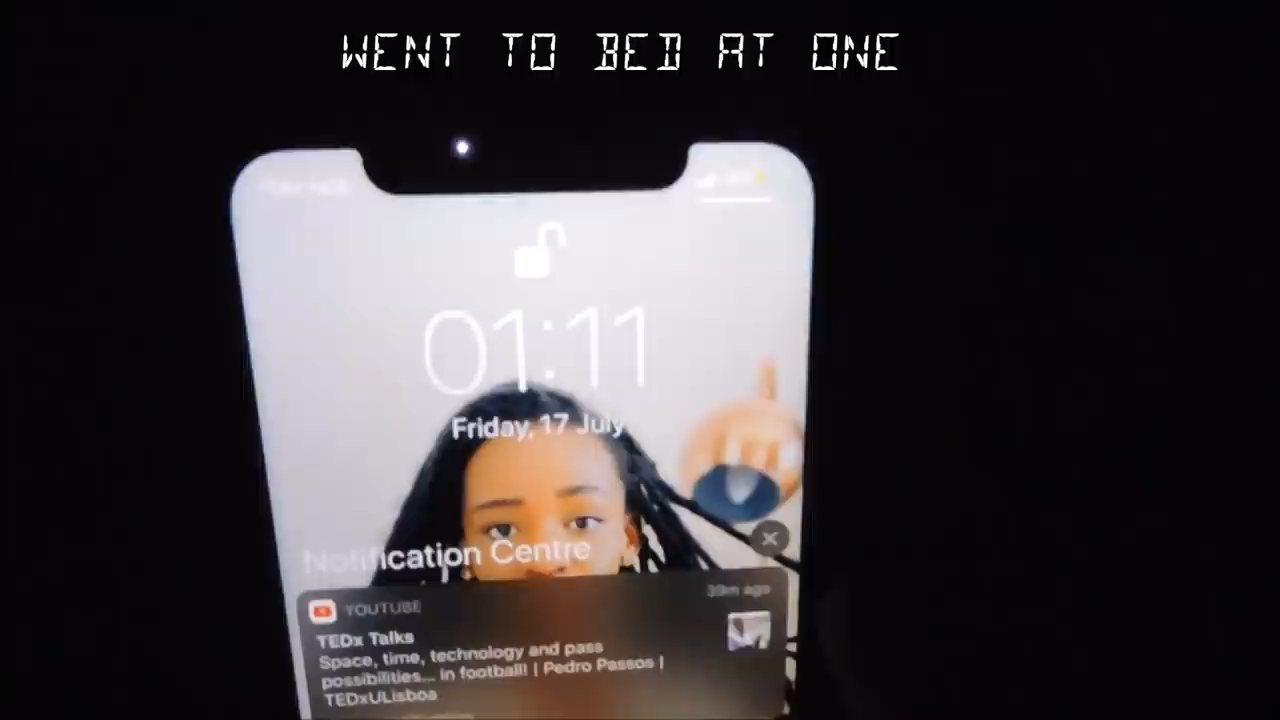 WENT TO BED AT ONE
01:11
Friday, 17 July
Notification Centre
YOUTUBE
39m ago
TEDx Talks
Space, time, technology and pass
possibilities... in football! | Pedro Passos |
TEDxULisboa